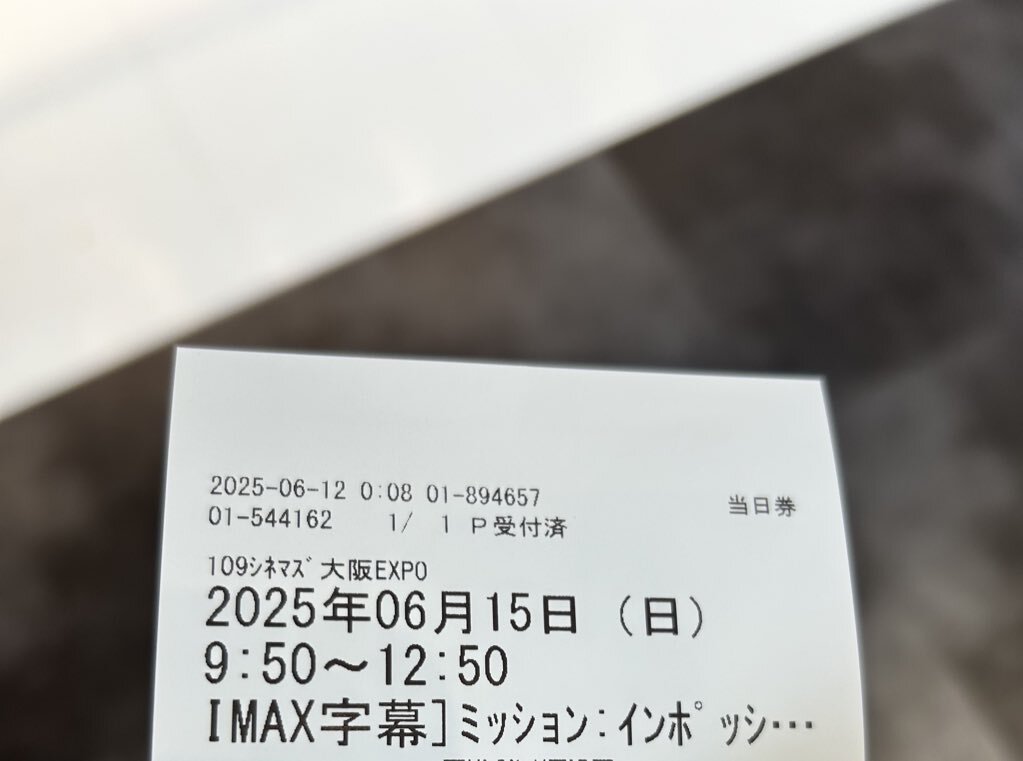 2025-06-12 0:08 01-894657
当日券
01-544162 1/ 1 P受付済
109ｼﾈﾏｽﾞ大阪EXPO
2025年06月15日（日）
9:50～12:50
[IMAX字幕]ミッション:インポッシ…